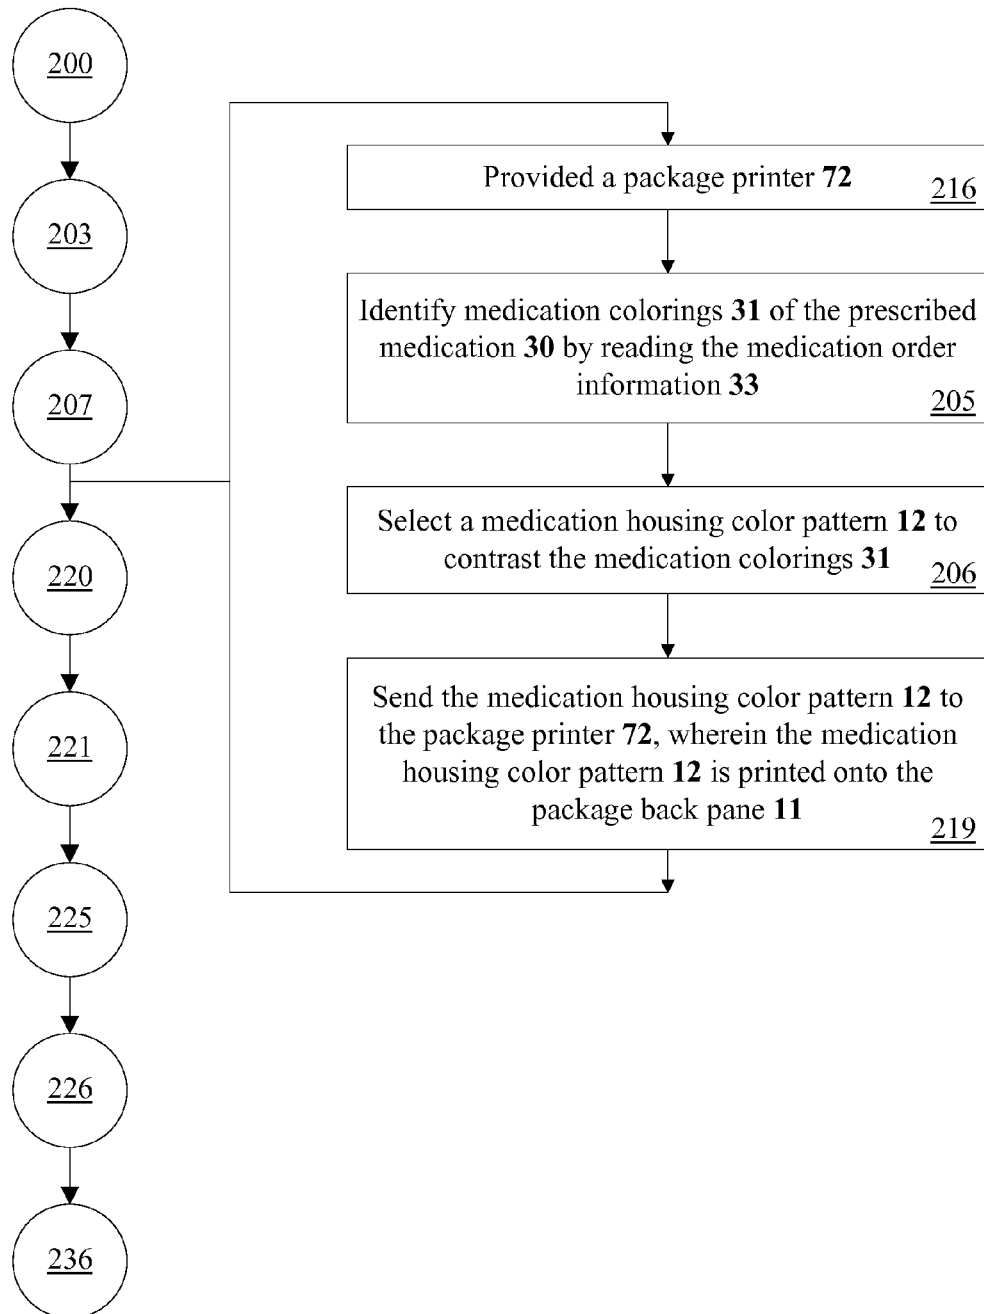 200
203
207
220
221
225
226
236
Provided a package printer 72
216
Identify medication colorings 31 of the prescribed
medication 30 by reading the medication order
information 33
205
Select a medication housing color pattern 12 to
contrast the medication colorings 31
206
Send the medication housing color pattern 12 to
the package printer 72, wherein the medication
housing color pattern 12 is printed onto the
package back pane 11
219